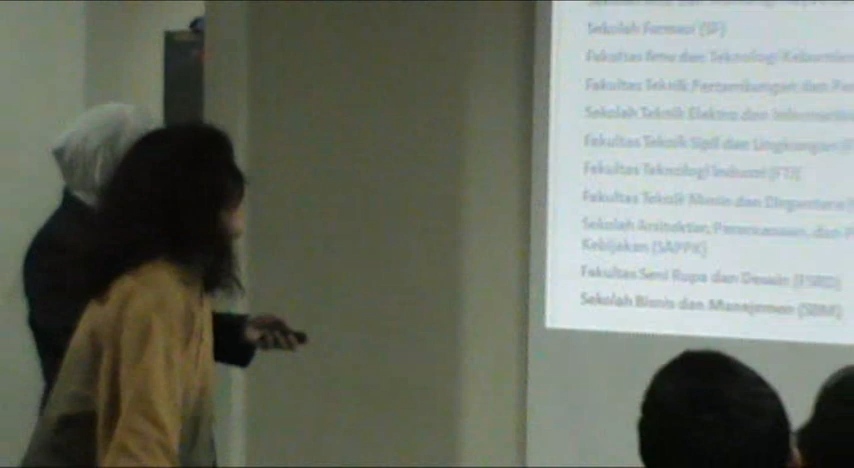 Sekolah Farmasi (SF)
Fakultas Ilmu dan Teknologi Kebumian
Fakultas Teknik Pertambangan dan
Sekolah Teknik Elektro dan Informatika
Fakultas Teknik Sipil dan Lingkungan
Fakultas Teknologi Industri (FTI)
Fakultas Teknik Mesin dan Dirgantara
Sekolah Arsitektur, Perencanaan, dan
Kebijakan (SAPPK)
Fakultas Seni Rupa dan Desain (FSRD)
Sekolah Bisnis dan Manajemen (SBM)